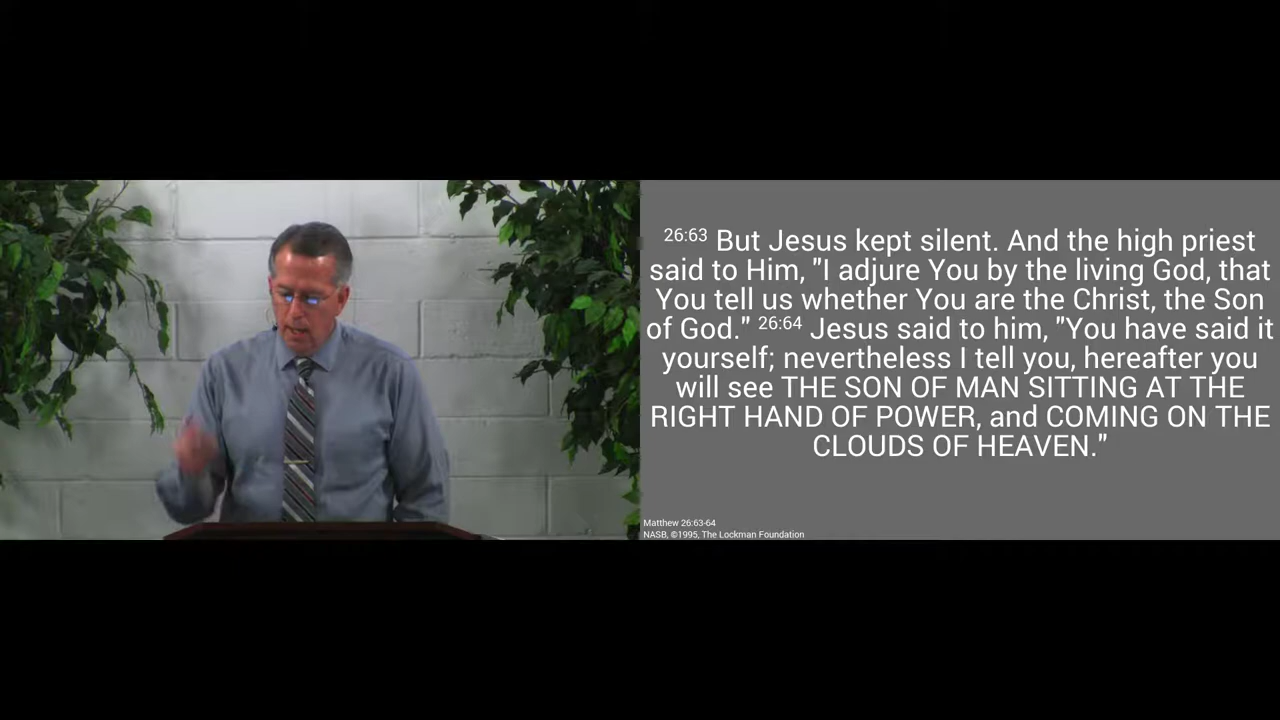 26:63 But Jesus kept silent. And the high priest
said to Him, "I adjure You by the living God, that
You tell us whether You are the Christ, the Son
of God." 26:64 Jesus said to him, "You have said it
yourself; nevertheless I tell you, hereafter you
will see THE SON OF MAN SITTING AT THE
RIGHT HAND OF POWER, and COMING ON THE
CLOUDS OF HEAVEN."
Matthew 26:63-64
NASB, ©1995, The Lockman Foundation